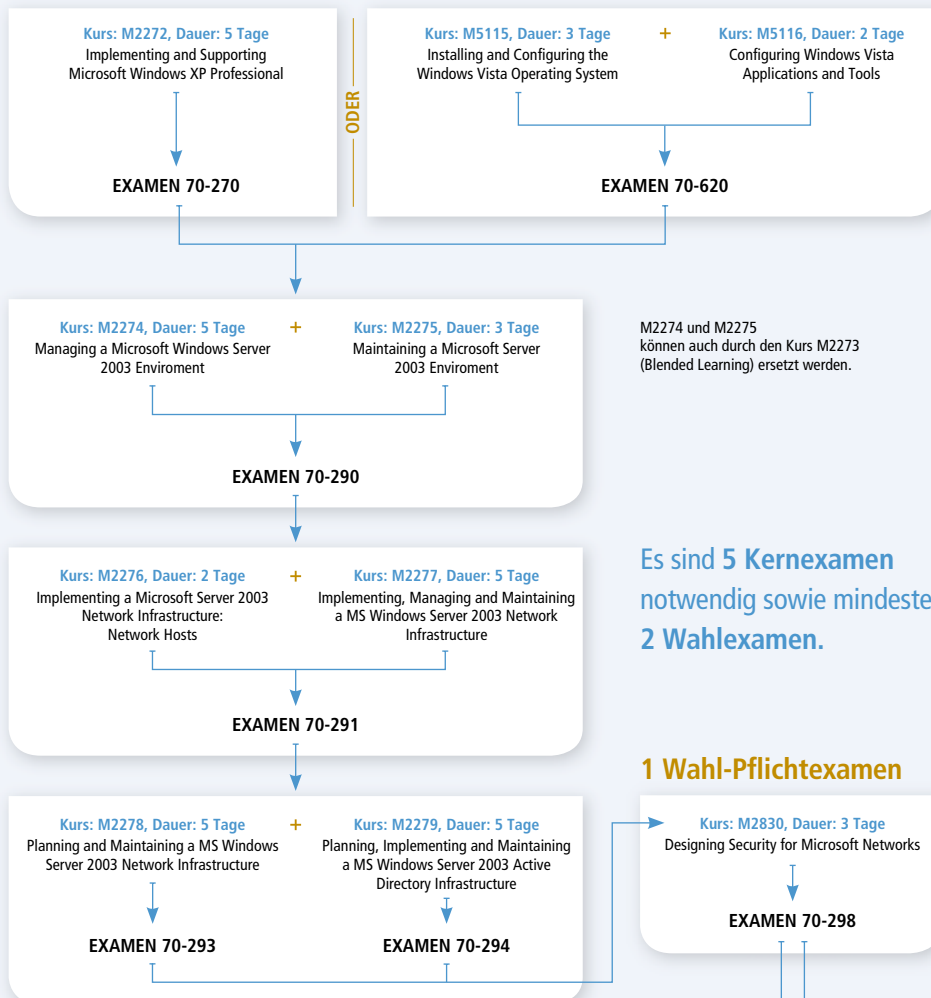 Kurs: M2272, Dauer: 5 Tage
Implementing and Supporting
Microsoft Windows XP Professional
EXAMEN 70-270
ODER
Kurs: M5115, Dauer: 3 Tage
Installing and Configuring the
Windows Vista Operating System
+
Kurs: M5116, Dauer: 2 Tage
Configuring Windows Vista
Applications and Tools
EXAMEN 70-620
Kurs: M2274, Dauer: 5 Tage
Managing a Microsoft Windows Server
2003 Enviroment
+
Kurs: M2275, Dauer: 3 Tage
Maintaining a Microsoft Server
2003 Enviroment
EXAMEN 70-290
M2274 und M2275
können auch durch den Kurs M2273
(Blended Learning) ersetzt werden.
Kurs: M2276, Dauer: 2 Tage
Implementing a Microsoft Server 2003
Network Infrastructure:
Network Hosts
+
Kurs: M2277, Dauer: 5 Tage
Implementing, Managing and Maintaining
a MS Windows Server 2003 Network
Infrastructure
EXAMEN 70-291
Es sind 5 Kernexamen
notwendig sowie mindeste
2 Wahlexamen.
Kurs: M2278, Dauer: 5 Tage
Planning and Maintaining a MS Windows
Server 2003 Network Infrastructure
EXAMEN 70-293
+
Kurs: M2279, Dauer: 5 Tage
Planning, Implementing and Maintaining
a MS Windows Server 2003 Active
Directory Infrastructure
EXAMEN 70-294
1 Wahl-Pflichtexamen
Kurs: M2830, Dauer: 3 Tage
Designing Security for Microsoft Networks
EXAMEN 70-298